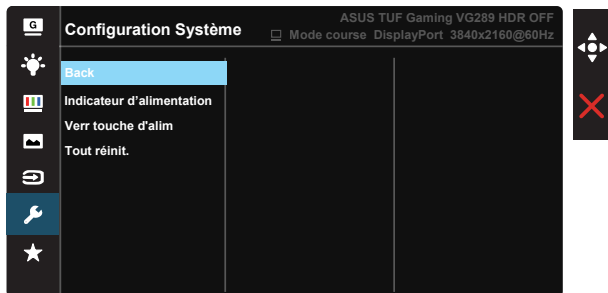 G
Configuration Système
ASUS TUF Gaming VG289 HDR OFF
Mode course DisplayPort 3840x2160@60Hz
Back
Indicateur d'alimentation
Verr touche d'alim
Tout réinit.